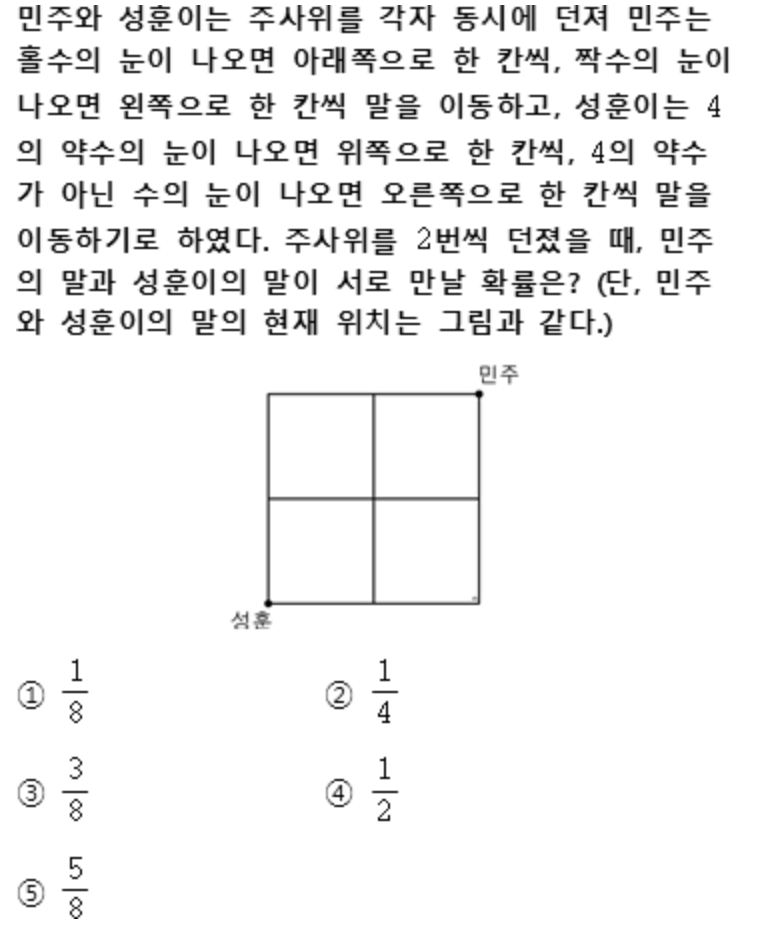 민주와 성훈이는 주사위를 각자 동시에 던져 민주는
홀수의 눈이 나오면 아래쪽으로 한 칸씩, 짝수의 눈이
나오면 왼쪽으로 한 칸씩 말을 이동하고, 성훈이는 4
의 약수의 눈이 나오면 위쪽으로 한 칸씩, 4의 약수
가 아닌 수의 눈이 나오면 오른쪽으로 한 칸씩 말을
이동하기로 하였다. 주사위를 2번씩 던졌을 때, 민주
의 말과 성훈이의 말이 서로 만날 확률은? (단, 민주
와 성훈이의 말의 현재 위치는 그림과 같다.)
민주
성훈
① 1/8 ② 1/4
③ 3/8 ④ 1/2
⑤ 5/8